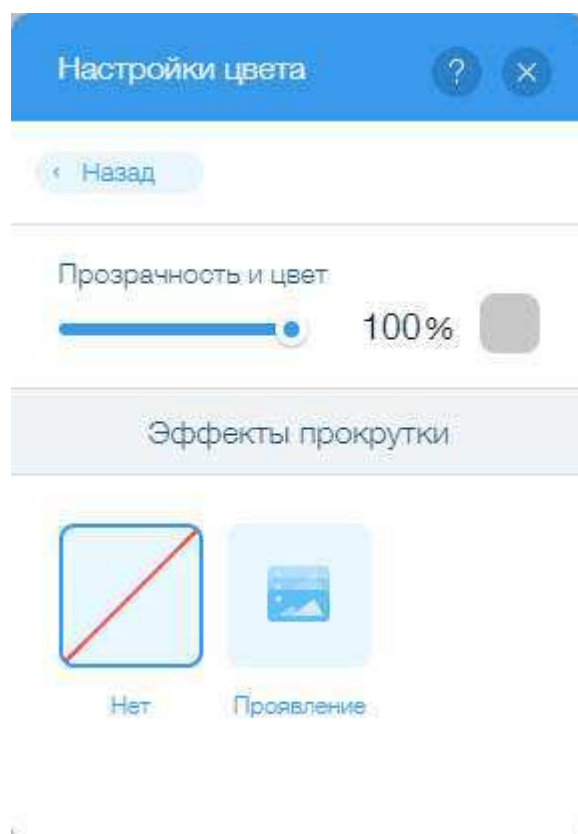 Настройки цвета ? ×
‹ Назад
Прозрачность и цвет
100%
Эффекты прокрутки
Нет Проявление